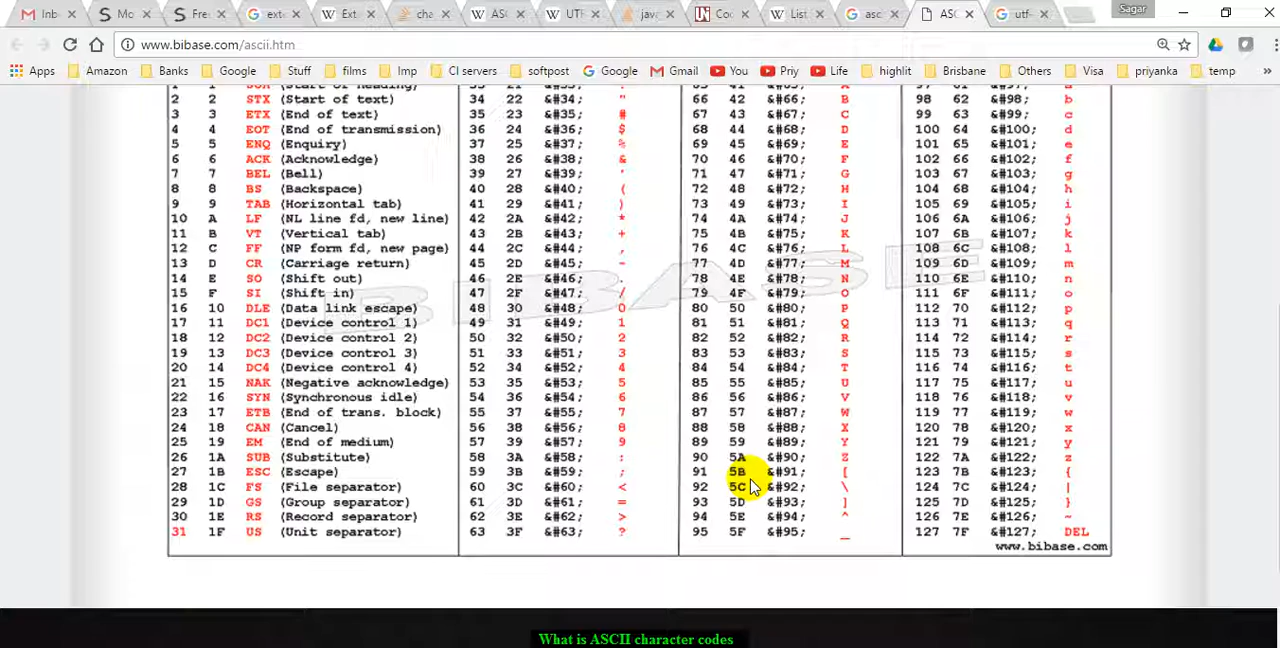 Inb
Mo
Fre
exte
Ext
cha
ASC
UTF
java
Coc
List
asc
ASC
utf-
Sagar
www.bibase.com/ascii.htm
Apps Amazon Banks Google Stuff films Imp CI servers softpost Google Gmail You Priy Life highlit Brisbane Others Visa priyanka temp »
2 2 STX (Start of text) 34 22 &#34; " 66 42 &#66; B 98 62 &#98; b
3 3 ETX (End of text) 35 23 &#35; # 67 43 &#67; C 99 63 &#99; c
4 4 EOT (End of transmission) 36 24 &#36; $ 68 44 &#68; D 100 64 &#100; d
5 5 ENQ (Enquiry) 37 25 &#37; % 69 45 &#69; E 101 65 &#101; e
6 6 ACK (Acknowledge) 38 26 &#38; & 70 46 &#70; F 102 66 &#102; f
7 7 BEL (Bell) 39 27 &#39; ' 71 47 &#71; G 103 67 &#103; g
8 8 BS (Backspace) 40 28 &#40; ( 72 48 &#72; H 104 68 &#104; h
9 9 TAB (Horizontal tab) 41 29 &#41; ) 73 49 &#73; I 105 69 &#105; i
10 A LF (NL line fd, new line) 42 2A &#42; * 74 4A &#74; J 106 6A &#106; j
11 B VT (Vertical tab) 43 2B &#43; + 75 4B &#75; K 107 6B &#107; k
12 C FF (NP form fd, new page) 44 2C &#44; , 76 4C &#76; L 108 6C &#108; l
13 D CR (Carriage return) 45 2D &#45; - 77 4D &#77; M 109 6D &#109; m
14 E SO (Shift out) 46 2E &#46; . 78 4E &#78; N 110 6E &#110; n
15 F SI (Shift in) 47 2F &#47; / 79 4F &#79; O 111 6F &#111; o
16 10 DLE (Data link escape) 48 30 &#48; 0 80 50 &#80; P 112 70 &#112; p
17 11 DC1 (Device control 1) 49 31 &#49; 1 81 51 &#81; Q 113 71 &#113; q
18 12 DC2 (Device control 2) 50 32 &#50; 2 82 52 &#82; R 114 72 &#114; r
19 13 DC3 (Device control 3) 51 33 &#51; 3 83 53 &#83; S 115 73 &#115; s
20 14 DC4 (Device control 4) 52 34 &#52; 4 84 54 &#84; T 116 74 &#116; t
21 15 NAK (Negative acknowledge) 53 35 &#53; 5 85 55 &#85; U 117 75 &#117; u
22 16 SYN (Synchronous idle) 54 36 &#54; 6 86 56 &#86; V 118 76 &#118; v
23 17 ETB (End of trans. block) 55 37 &#55; 7 87 57 &#87; W 119 77 &#119; w
24 18 CAN (Cancel) 56 38 &#56; 8 88 58 &#88; X 120 78 &#120; x
25 19 EM (End of medium) 57 39 &#57; 9 89 59 &#89; Y 121 79 &#121; y
26 1A SUB (Substitute) 58 3A &#58; : 90 5A &#90; Z 122 7A &#122; z
27 1B ESC (Escape) 59 3B &#59; ; 91 5B &#91; [ 123 7B &#123; {
28 1C FS (File separator) 60 3C &#60; < 92 5C &#92; \ 124 7C &#124; |
29 1D GS (Group separator) 61 3D &#61; = 93 5D &#93; ] 125 7D &#125; }
30 1E RS (Record separator) 62 3E &#62; > 94 5E &#94; ^ 126 7E &#126; ~
31 1F US (Unit separator) 63 3F &#63; ? 95 5F &#95; _ 127 7F &#127; DEL
BIBASE
www.bibase.com
What is ASCII character codes